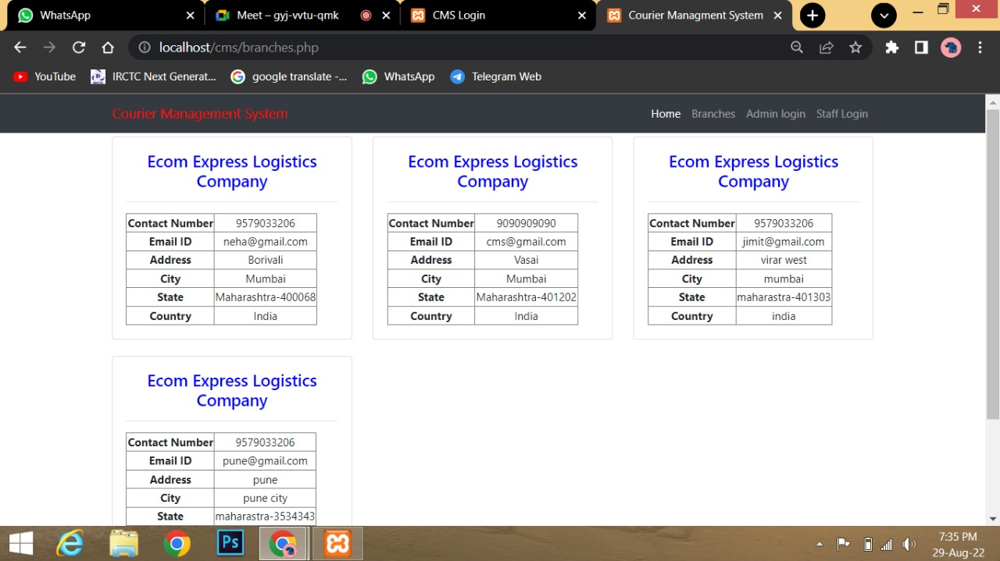 WhatsApp
Meet – gyj-vvtu-qmk
CMS Login
Courier Managment System
localhost/cms/branches.php
YouTube
IRCTC Next Generat...
google translate -...
WhatsApp
Telegram Web
Courier Management System
Home
Branches
Admin login
Staff Login
Ecom Express Logistics
Company
Contact Number 9579033206
Email ID neha@gmail.com
Address Borivali
City Mumbai
State Maharashtra-400068
Country India
Ecom Express Logistics
Company
Contact Number 9090909090
Email ID cms@gmail.com
Address Vasai
City Mumbai
State Maharashtra-401202
Country India
Ecom Express Logistics
Company
Contact Number 9579033206
Email ID jimit@gmail.com
Address virar west
City mumbai
State maharastra-401303
Country india
Ecom Express Logistics
Company
Contact Number 9579033206
Email ID pune@gmail.com
Address pune
City pune city
State maharastra-3534343
Ps
7:35 PM
29-Aug-22